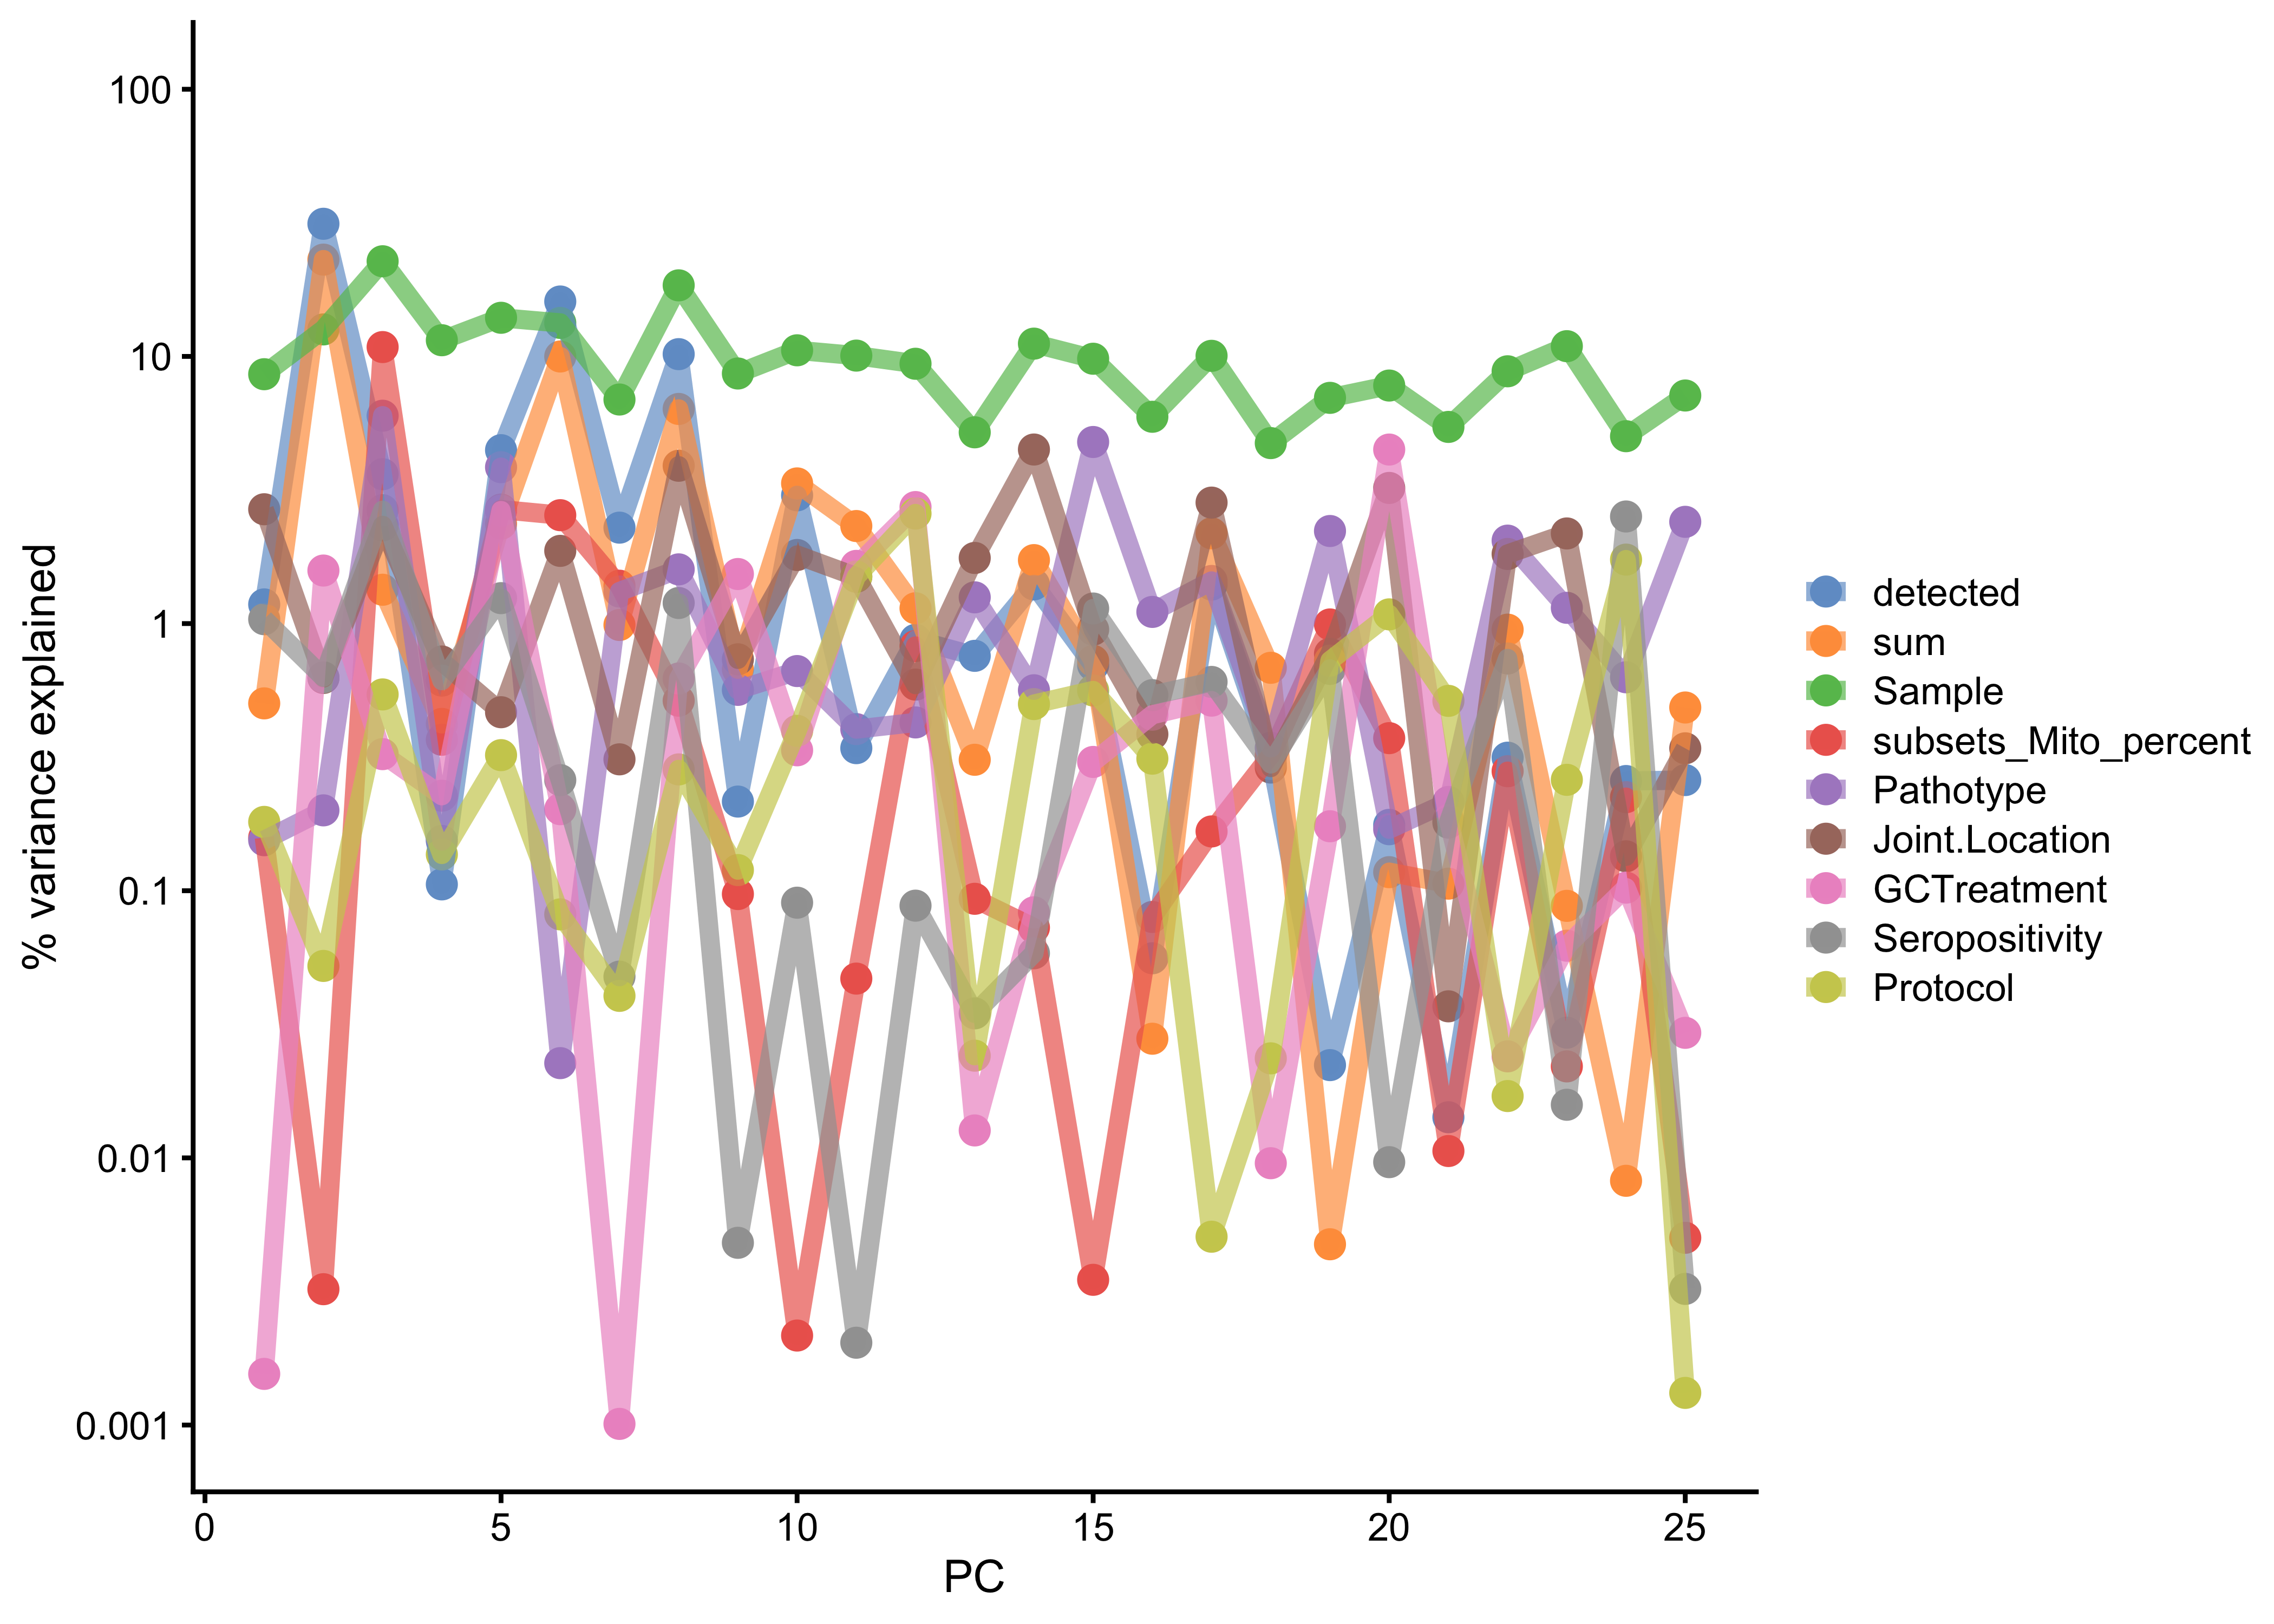 % variance explained
100
10
1
0.1
0.01
0.001
0 5 10 15 20 25
PC
detected
sum
Sample
subsets_Mito_percent
Pathotype
Joint.Location
GCTreatment
Seropositivity
Protocol